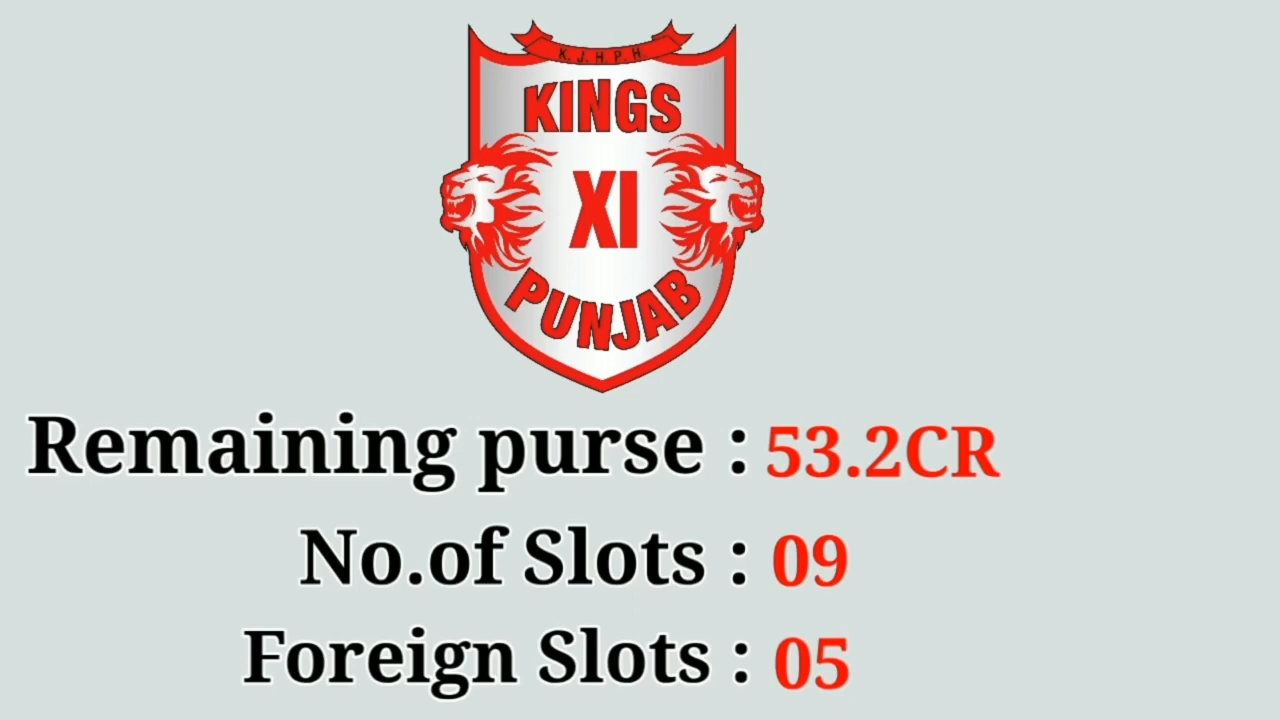 K.J.H.P.H.
KINGS
XI
PUNJAB
Remaining purse : 53.2CR
No.of Slots : 09
Foreign Slots : 05